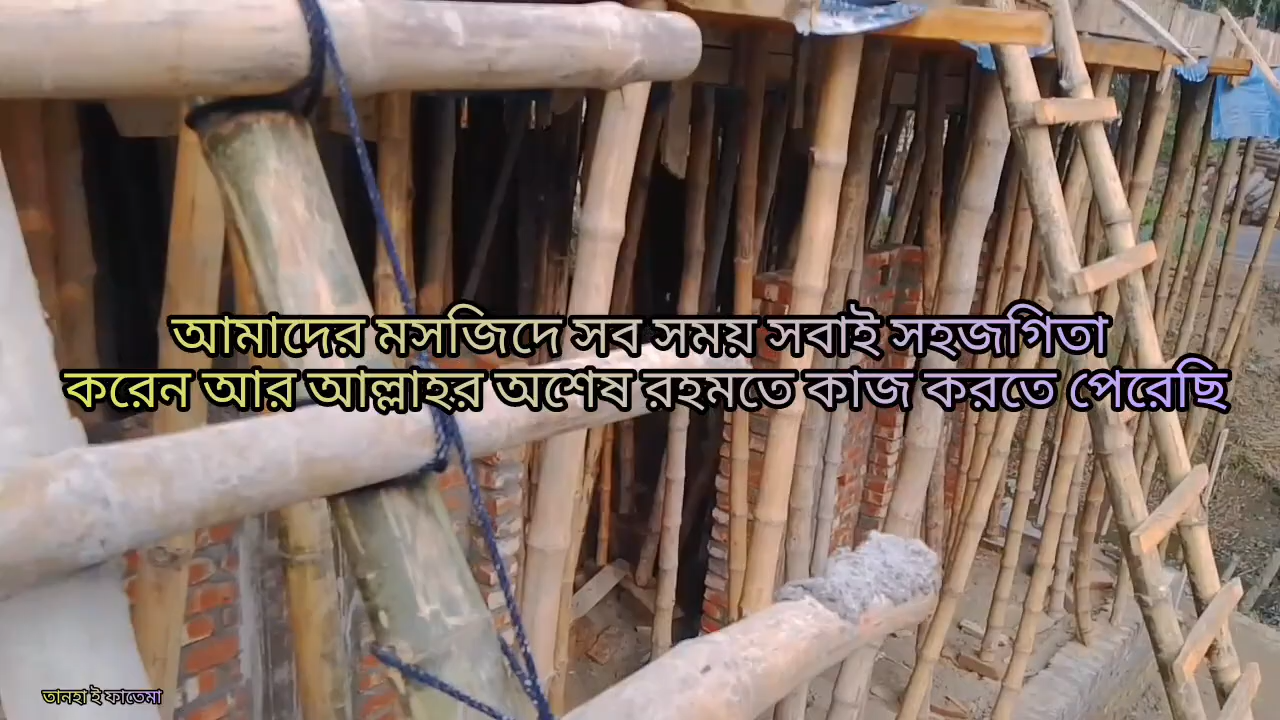 আমাদের মসজিদে সব সময় সবাই সহজগিতা
করেন আর আল্লাহর অশেষ রহমতে কাজ করতে পেরেছি
তানহা ই ফাতেমা